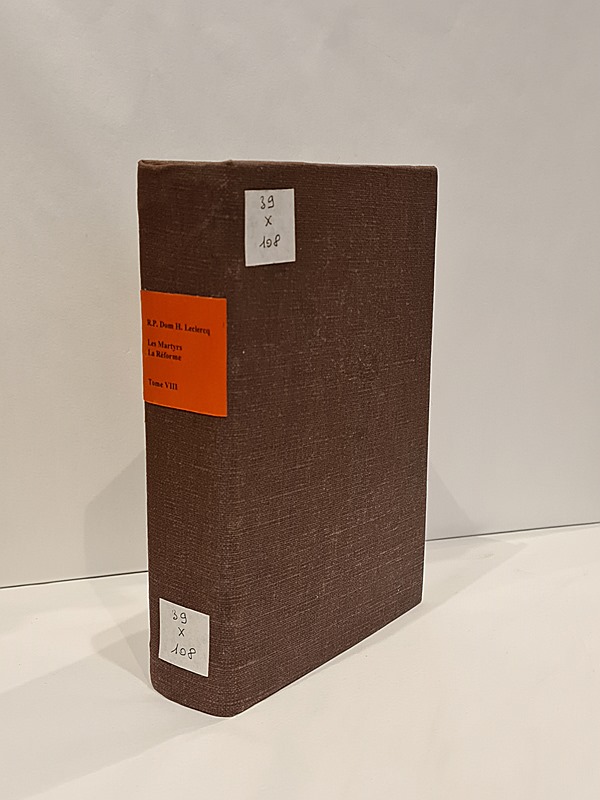 39
x
108
R.P. Dom H. Leclercq
Les Martyrs
La Réforme
Tome VIII
39
x
108